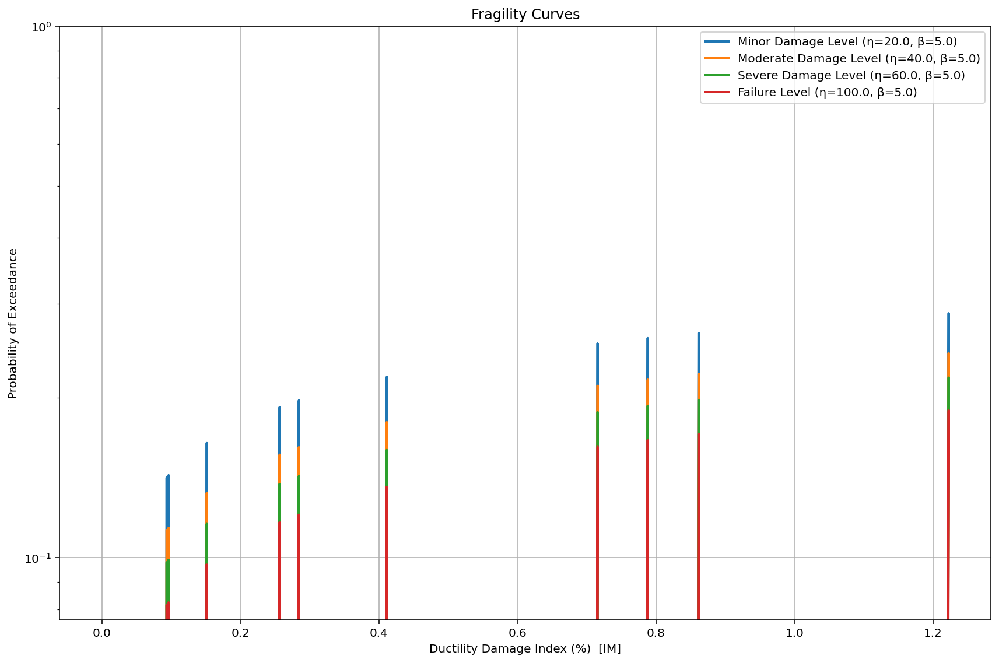 Fragility Curves
10⁰
Minor Damage Level (η=20.0, β=5.0)
Moderate Damage Level (η=40.0, β=5.0)
Severe Damage Level (η=60.0, β=5.0)
Failure Level (η=100.0, β=5.0)
Probability of Exceedance
10⁻¹
0.0 0.2 0.4 0.6 0.8 1.0 1.2
Ductility Damage Index (%)  [IM]